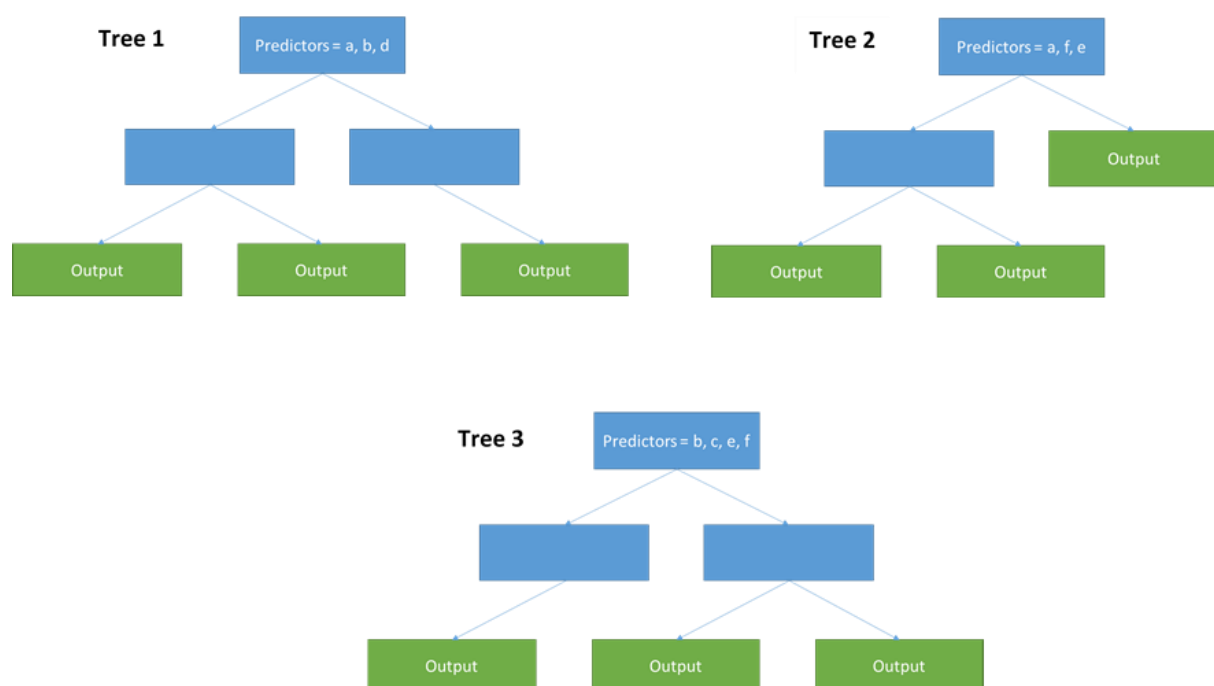 Tree 1
Predictors = a, b, d
Output
Output
Output
Tree 2
Predictors = a, f, e
Output
Output
Output
Tree 3
Predictors = b, c, e, f
Output
Output
Output